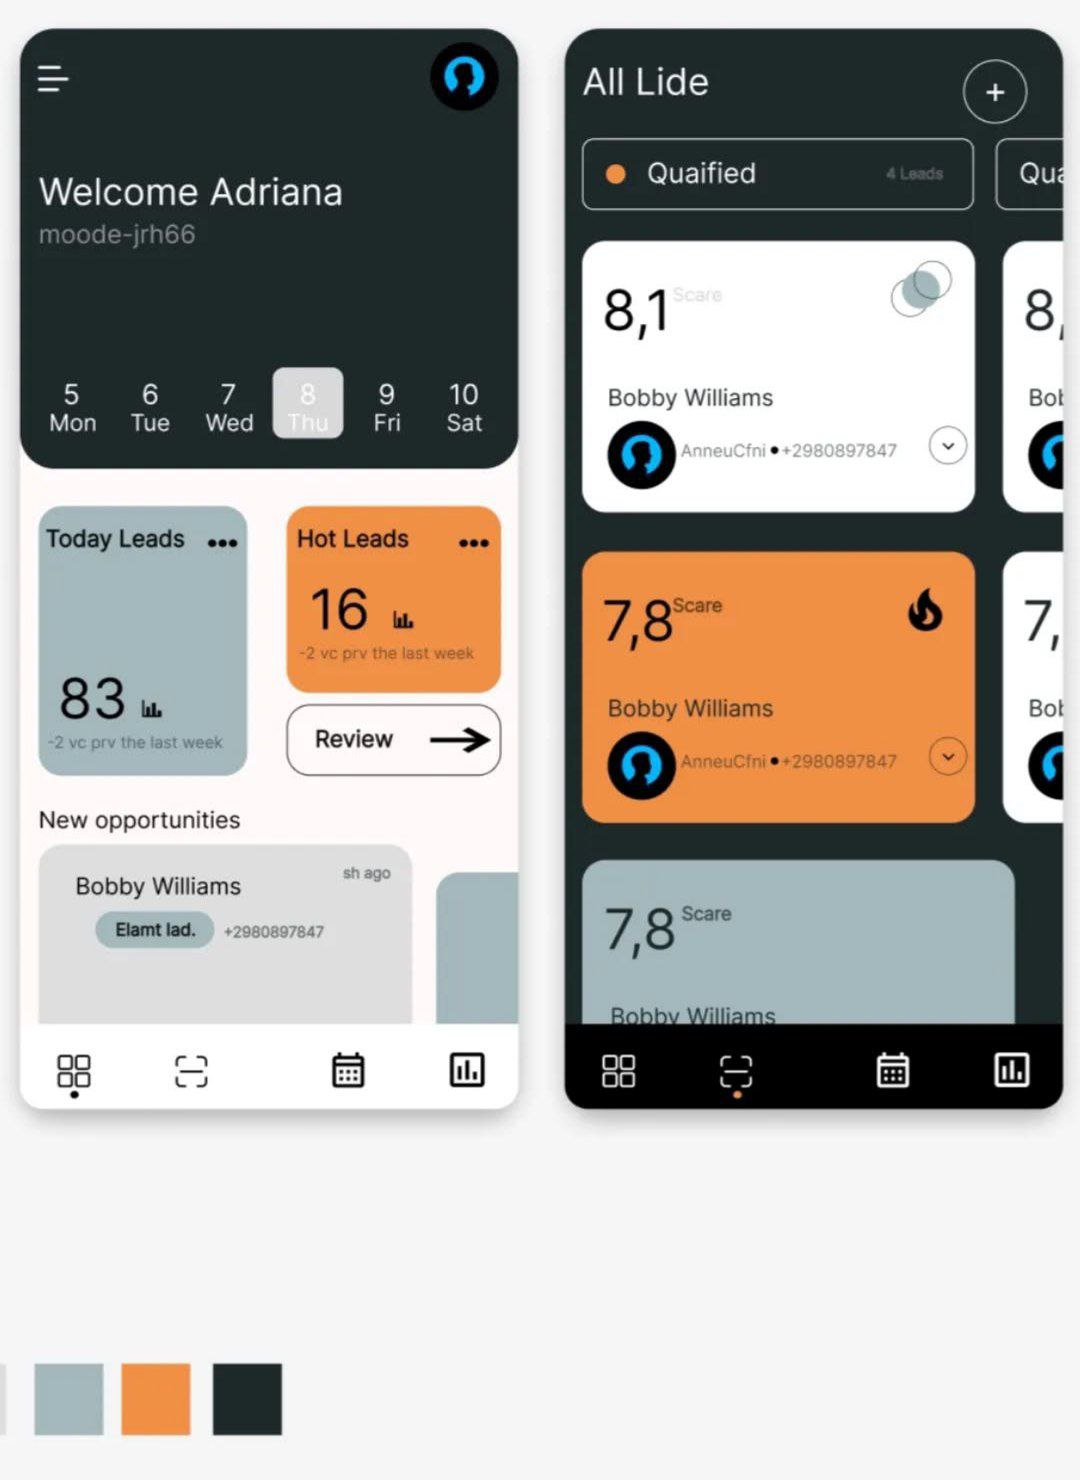 Welcome Adriana
moode-jrh66
5 6 7 8 9 10
Mon Tue Wed Thu Fri Sat
Today Leads
83
-2 vc prv the last week
Hot Leads
16
-2 vc prv the last week
Review
New opportunities
Bobby Williams
sh ago
Elamt lad.
+2980897847
All Lide
+
Quaified
4 Leads
Qua
8,1 Scare
Bobby Williams
AnneuCfni •+2980897847
8,
Bob
7,8 Scare
Bobby Williams
AnneuCfni •+2980897847
7,
Bob
7,8 Scare
Bobby Williams